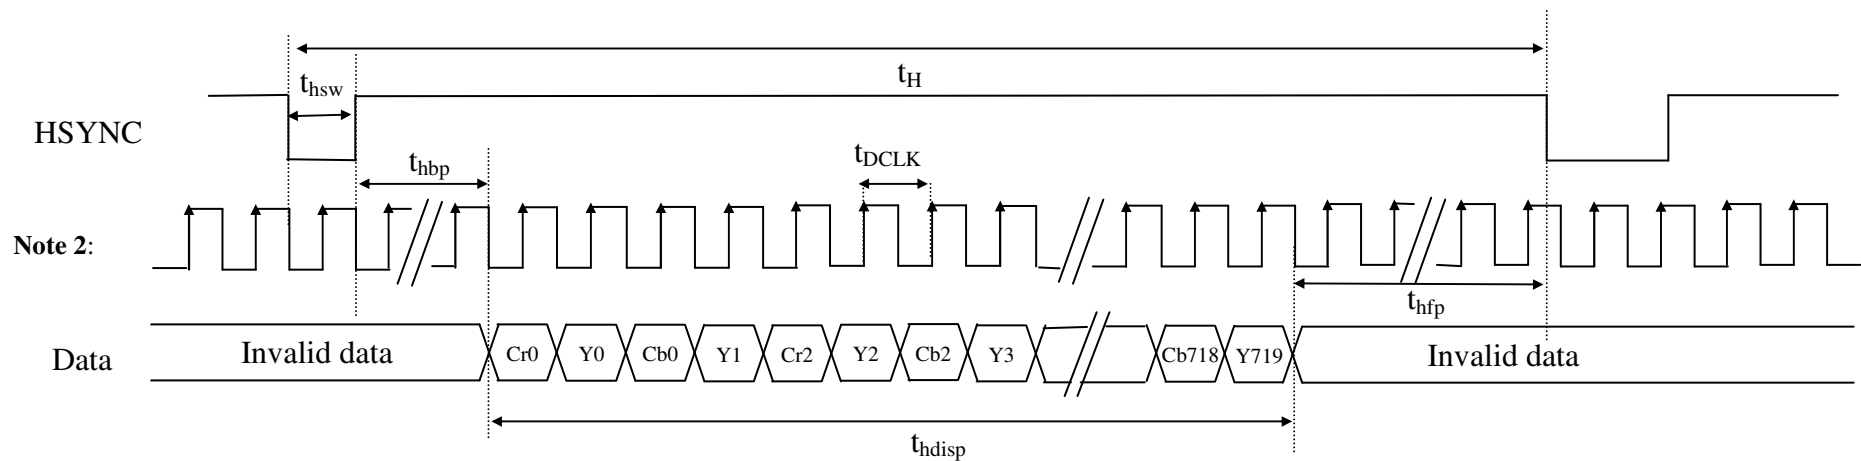 t_H
t_hsw
HSYNC
t_hbp
t_DCLK
Note 2:
t_hfp
Data
Invalid data
Cr0
Y0
Cb0
Y1
Cr2
Y2
Cb2
Y3
Cb718
Y719
Invalid data
t_hdisp